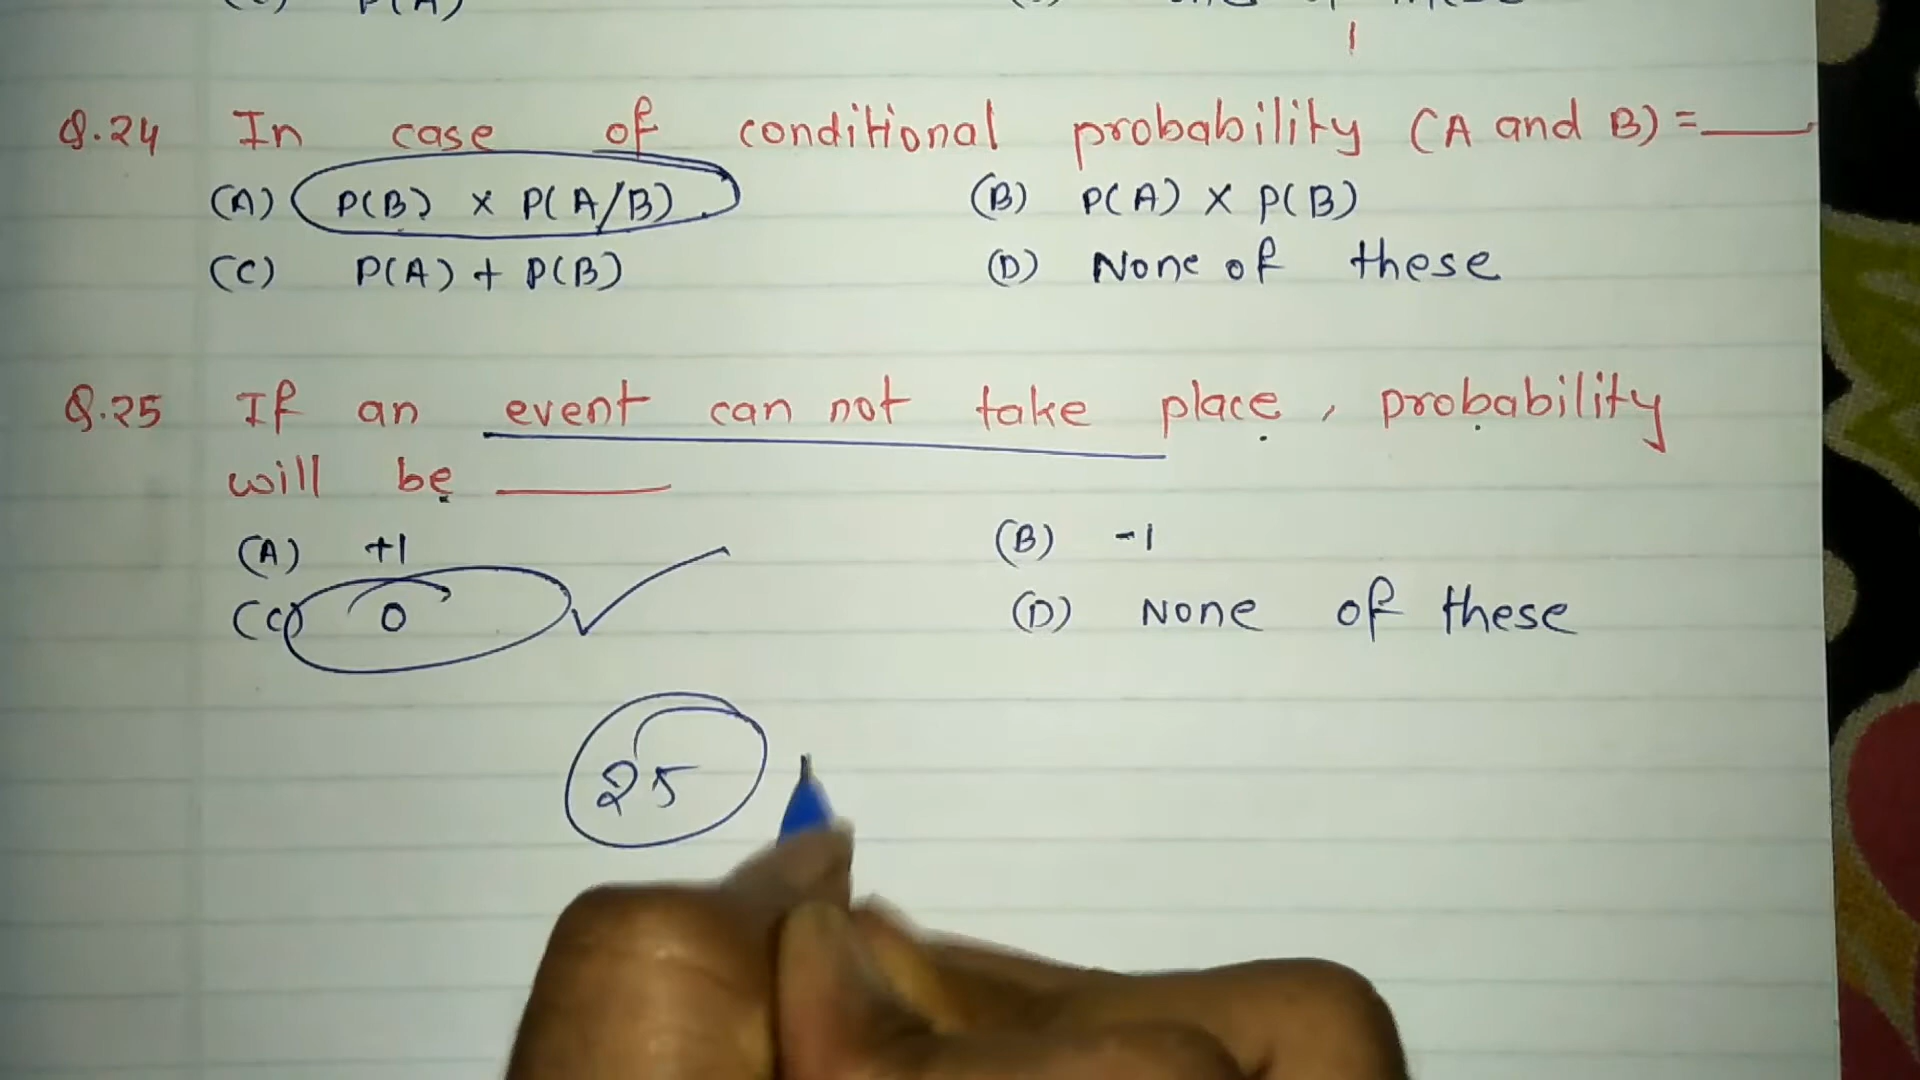 P(A)
Q.24 In case of conditional probability (A and B) = ____
(A) P(B) × P(A/B) (B) P(A) × P(B)
(C) P(A) + P(B) (D) None of these
Q.25 If an event can not take place, probability
will be ____
(A) +1 (B) -1
(C) 0 (D) None of these
25